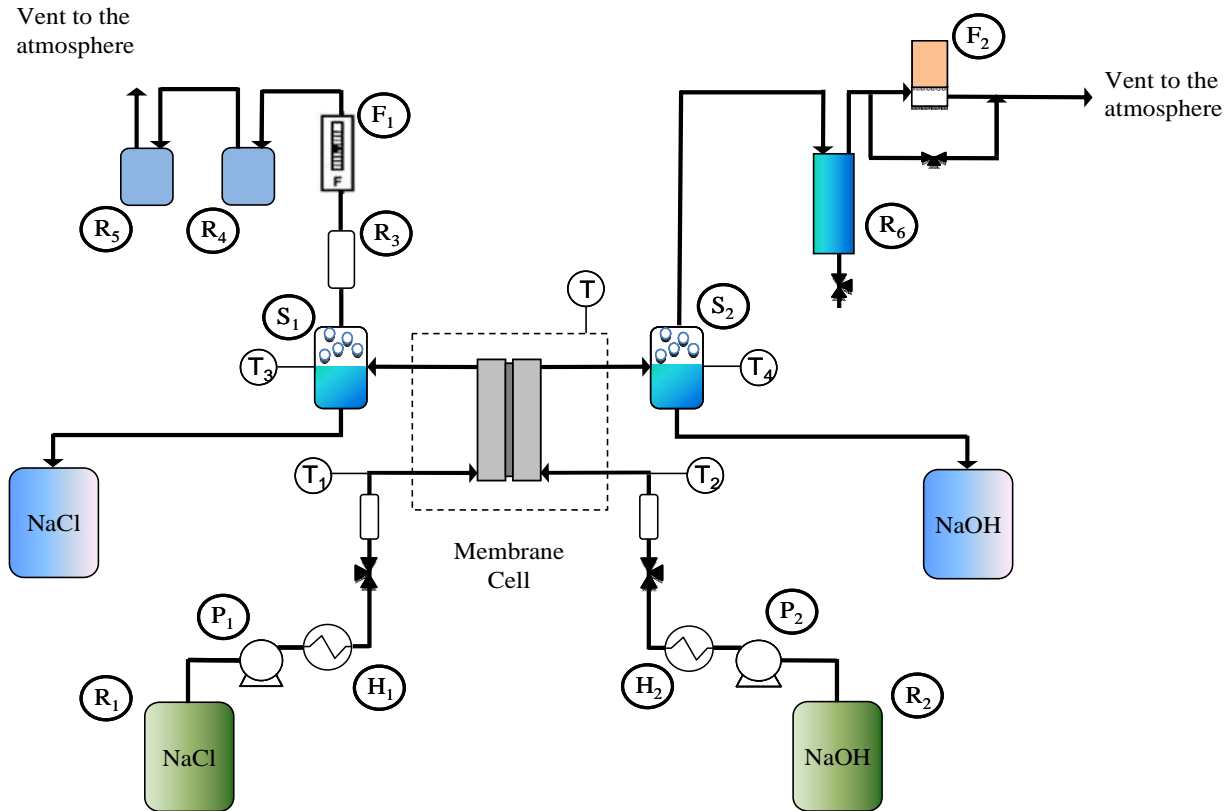 Vent to the
atmosphere
F₂
Vent to the
atmosphere
F₁
F
R₅
R₄
R₃
R₆
T
S₁
S₂
T₃
T₄
T₁
T₂
NaCl
NaOH
Membrane
Cell
P₁
P₂
H₁
H₂
R₁
R₂
NaCl
NaOH